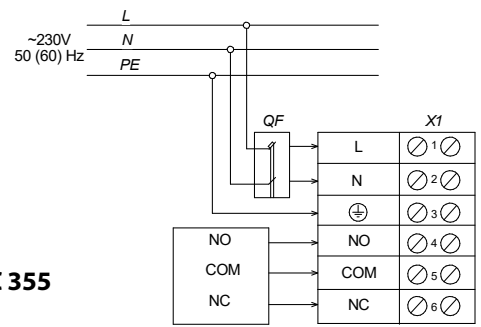 L
~230V
50 (60) Hz
N
PE
QF
X1
L 1
N 2
3
NO NO 4
COM COM 5
NC NC 6
355